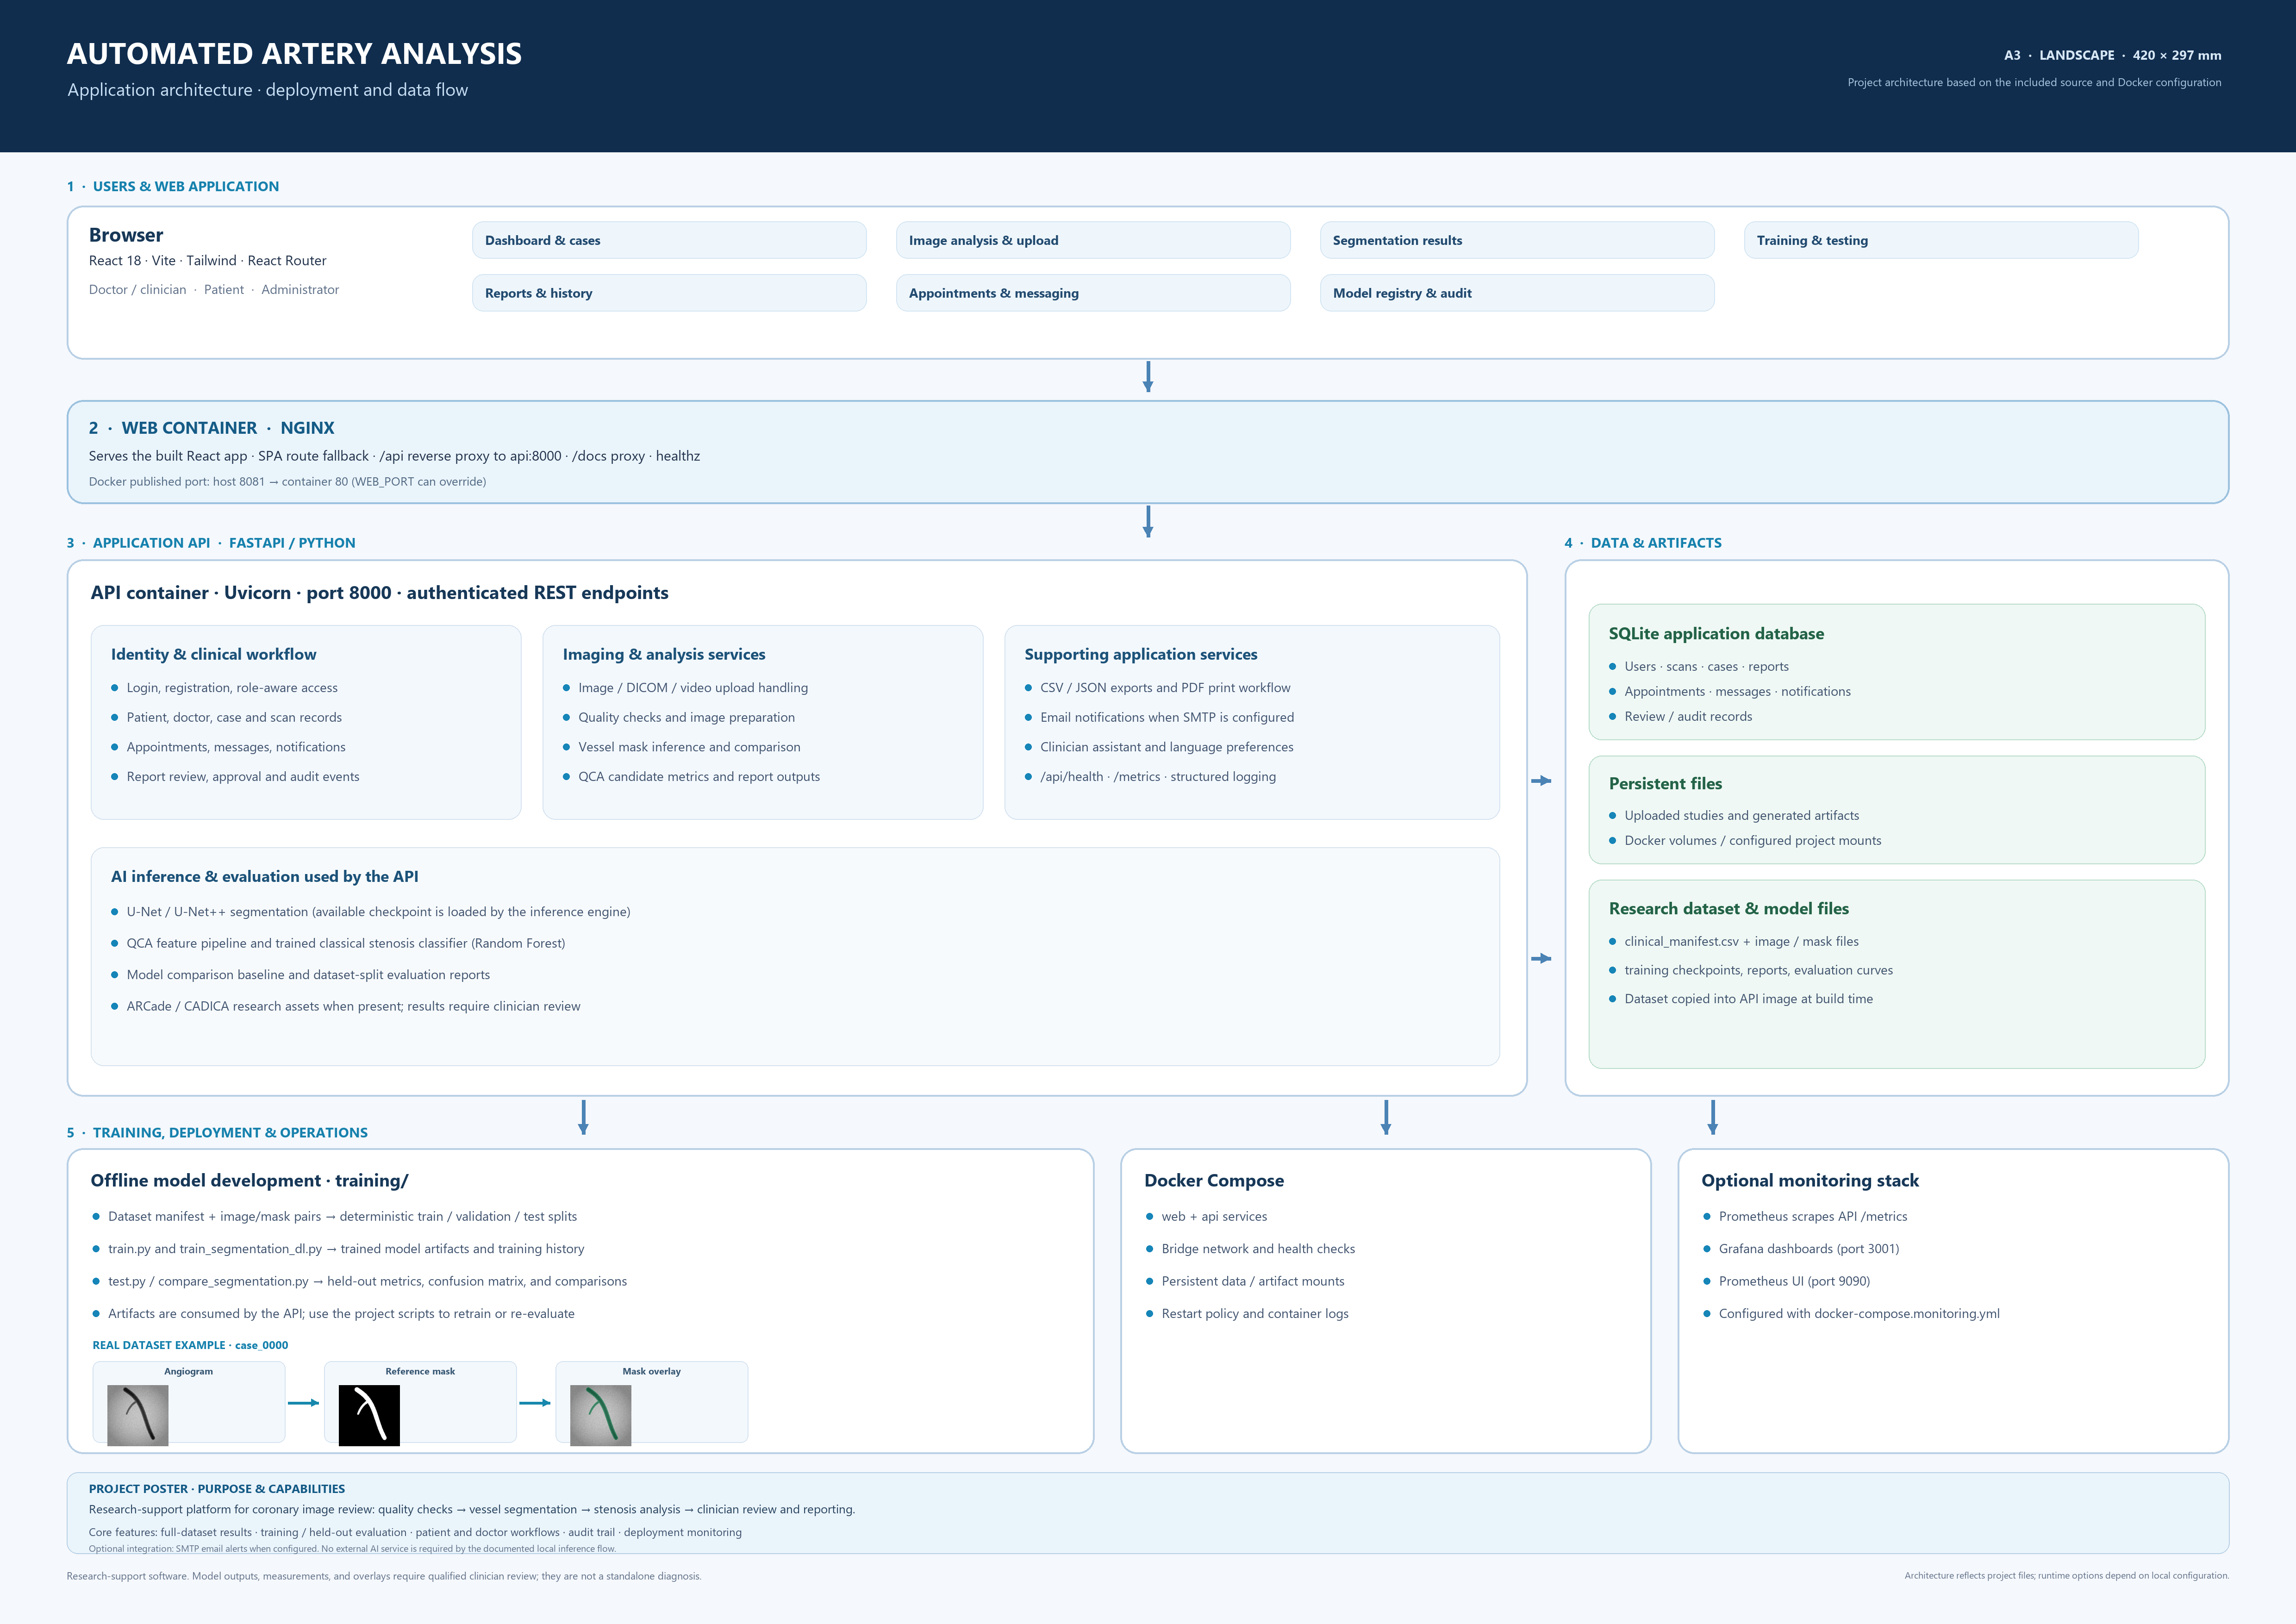 AUTOMATED ARTERY ANALYSIS
Application architecture · deployment and data flow
A3 · LANDSCAPE · 420 × 297 mm
Project architecture based on the included source and Docker configuration
1 · USERS & WEB APPLICATION
Browser
React 18 · Vite · Tailwind · React Router
Doctor / clinician · Patient · Administrator
Dashboard & cases
Image analysis & upload
Segmentation results
Training & testing
Reports & history
Appointments & messaging
Model registry & audit
2 · WEB CONTAINER · NGINX
Serves the built React app · SPA route fallback · /api reverse proxy to api:8000 · /docs proxy · healthz
Docker published port: host 8081 → container 80 (WEB_PORT can override)
3 · APPLICATION API · FASTAPI / PYTHON
API container · Uvicorn · port 8000 · authenticated REST endpoints
Identity & clinical workflow
Login, registration, role-aware access
Patient, doctor, case and scan records
Appointments, messages, notifications
Report review, approval and audit events
Imaging & analysis services
Image / DICOM / video upload handling
Quality checks and image preparation
Vessel mask inference and comparison
QCA candidate metrics and report outputs
Supporting application services
CSV / JSON exports and PDF print workflow
Email notifications when SMTP is configured
Clinician assistant and language preferences
/api/health · /metrics · structured logging
AI inference & evaluation used by the API
U-Net / U-Net++ segmentation (available checkpoint is loaded by the inference engine)
QCA feature pipeline and trained classical stenosis classifier (Random Forest)
Model comparison baseline and dataset-split evaluation reports
ARCade / CADICA research assets when present; results require clinician review
4 · DATA & ARTIFACTS
SQLite application database
Users · scans · cases · reports
Appointments · messages · notifications
Review / audit records
Persistent files
Uploaded studies and generated artifacts
Docker volumes / configured project mounts
Research dataset & model files
clinical_manifest.csv + image / mask files
training checkpoints, reports, evaluation curves
Dataset copied into API image at build time
5 · TRAINING, DEPLOYMENT & OPERATIONS
Offline model development · training/
Dataset manifest + image/mask pairs → deterministic train / validation / test splits
train.py and train_segmentation_dl.py → trained model artifacts and training history
test.py / compare_segmentation.py → held-out metrics, confusion matrix, and comparisons
Artifacts are consumed by the API; use the project scripts to retrain or re-evaluate
REAL DATASET EXAMPLE · case_0000
Angiogram
Reference mask
Mask overlay
Docker Compose
web + api services
Bridge network and health checks
Persistent data / artifact mounts
Restart policy and container logs
Optional monitoring stack
Prometheus scrapes API /metrics
Grafana dashboards (port 3001)
Prometheus UI (port 9090)
Configured with docker-compose.monitoring.yml
PROJECT POSTER · PURPOSE & CAPABILITIES
Research-support platform for coronary image review: quality checks → vessel segmentation → stenosis analysis → clinician review and reporting.
Core features: full-dataset results · training / held-out evaluation · patient and doctor workflows · audit trail · deployment monitoring
Optional integration: SMTP email alerts when configured. No external AI service is required by the documented local inference flow.
Research-support software. Model outputs, measurements, and overlays require qualified clinician review; they are not a standalone diagnosis.
Architecture reflects project files; runtime options depend on local configuration.